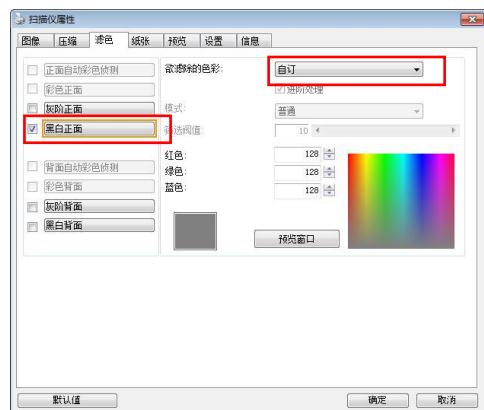 扫描仪属性
图像 压缩 滤色 纸张 预览 设置 信息
正面自动彩色侦测
彩色正面
灰阶正面
黑白正面
背面自动彩色侦测
彩色背面
灰阶背面
黑白背面
欲滤除的色彩: 自订
进阶处理
模式: 普通
筛选阀值: 10
红色: 128
绿色: 128
蓝色: 128
预览窗口
默认值 确定 取消